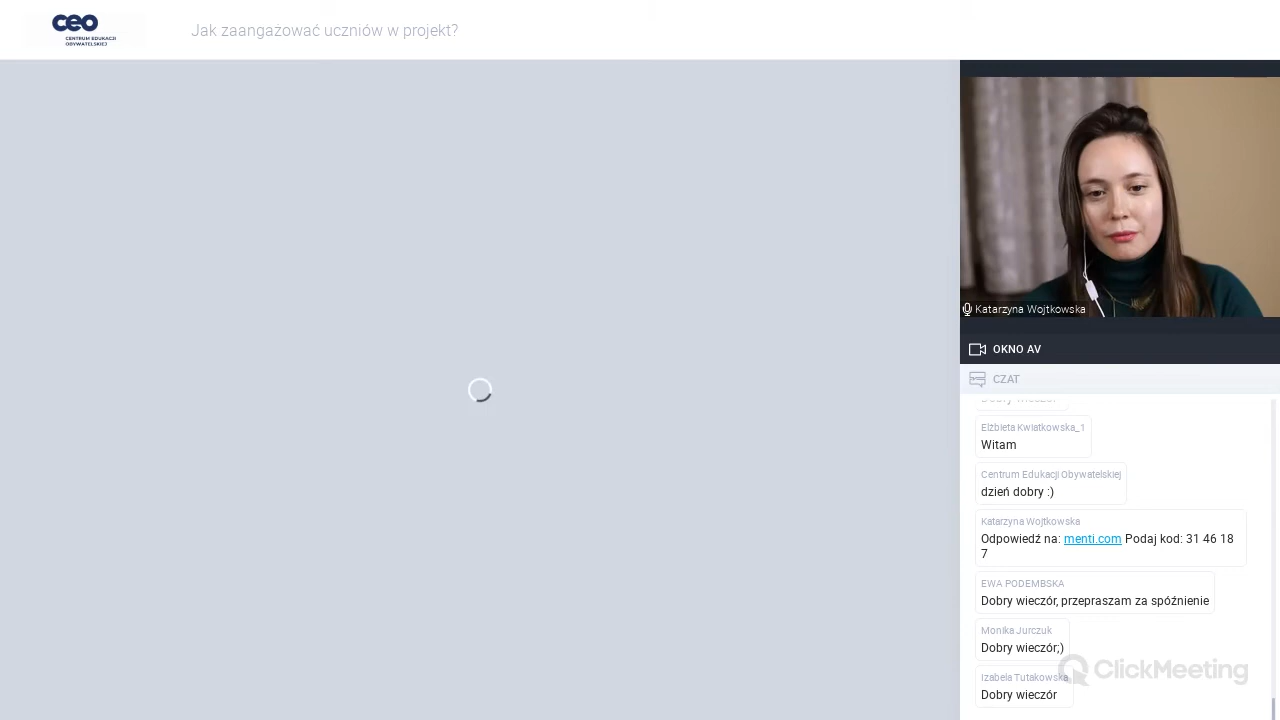 ceo
CENTRUM EDUKACJI
OBYWATELSKIEJ
Jak zaangażować uczniów w projekt?
Katarzyna Wojtkowska
OKNO AV
CZAT
Dobry wieczór
Elżbieta Kwiatkowska_1
Witam
Centrum Edukacji Obywatelskiej
dzień dobry :)
Katarzyna Wojtkowska
Odpowiedź na: menti.com Podaj kod: 31 46 18
7
EWA PODEMBSKA
Dobry wieczór, przepraszam za spóźnienie
Monika Jurczuk
Dobry wieczór;)
ClickMeeting
Izabela Tutakowska
Dobry wieczór